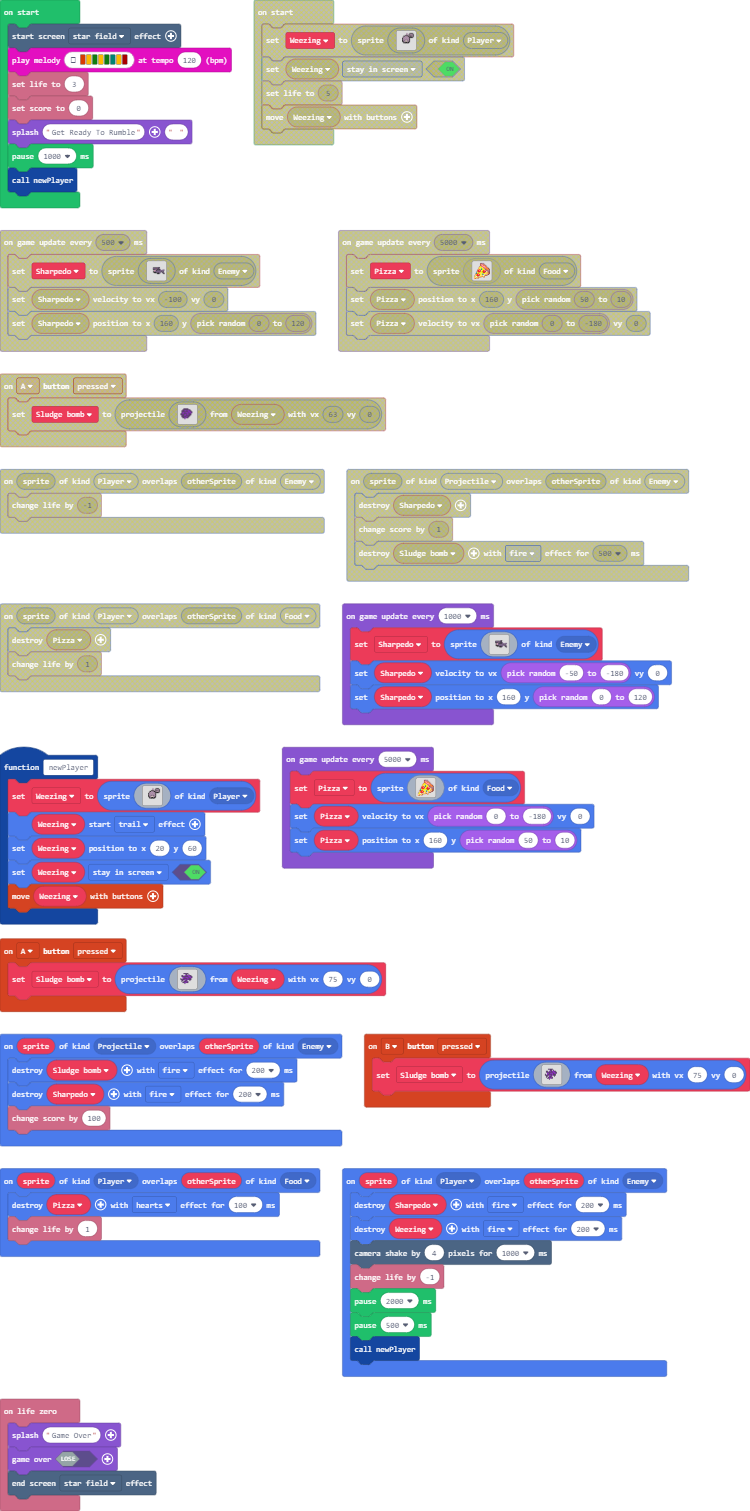 on start
start screen star field effect
play melody at tempo 120 (bpm)
set life to 3
set score to 0
splash "Get Ready To Rumble" " "
pause 1000 ms
call newPlayer
on start
set Weezing to sprite of kind Player
set Weezing stay in screen ON
set life to 5
move Weezing with buttons
on game update every 500 ms
set Sharpedo to sprite of kind Enemy
set Sharpedo velocity to vx -100 vy 0
set Sharpedo position to x 160 y pick random 0 to 120
on game update every 5000 ms
set Pizza to sprite of kind Food
set Pizza position to x 160 y pick random 50 to 10
set Pizza velocity to vx pick random 0 to -180 vy 0
on A button pressed
set Sludge bomb to projectile from Weezing with vx 63 vy 0
on sprite of kind Player overlaps otherSprite of kind Enemy
change life by -1
on sprite of kind Projectile overlaps otherSprite of kind Enemy
destroy Sharpedo
change score by 1
destroy Sludge bomb with fire effect for 500 ms
on sprite of kind Player overlaps otherSprite of kind Food
destroy Pizza
change life by 1
on game update every 1000 ms
set Sharpedo to sprite of kind Enemy
set Sharpedo velocity to vx pick random -50 to -180 vy 0
set Sharpedo position to x 160 y pick random 0 to 120
function newPlayer
set Weezing to sprite of kind Player
Weezing start trail effect
set Weezing position to x 20 y 60
set Weezing stay in screen ON
move Weezing with buttons
on game update every 5000 ms
set Pizza to sprite of kind Food
set Pizza velocity to vx pick random 0 to -180 vy 0
set Pizza position to x 160 y pick random 50 to 10
on A button pressed
set Sludge bomb to projectile from Weezing with vx 75 vy 0
on sprite of kind Projectile overlaps otherSprite of kind Enemy
destroy Sludge bomb with fire effect for 200 ms
destroy Sharpedo with fire effect for 200 ms
change score by 100
on B button pressed
set Sludge bomb to projectile from Weezing with vx 75 vy 0
on sprite of kind Player overlaps otherSprite of kind Food
destroy Pizza with hearts effect for 100 ms
change life by 1
on sprite of kind Player overlaps otherSprite of kind Enemy
destroy Sharpedo with fire effect for 200 ms
destroy Weezing with fire effect for 200 ms
camera shake by 4 pixels for 1000 ms
change life by -1
pause 2000 ms
pause 500 ms
call newPlayer
on life zero
splash "Game Over"
game over LOSE
end screen star field effect